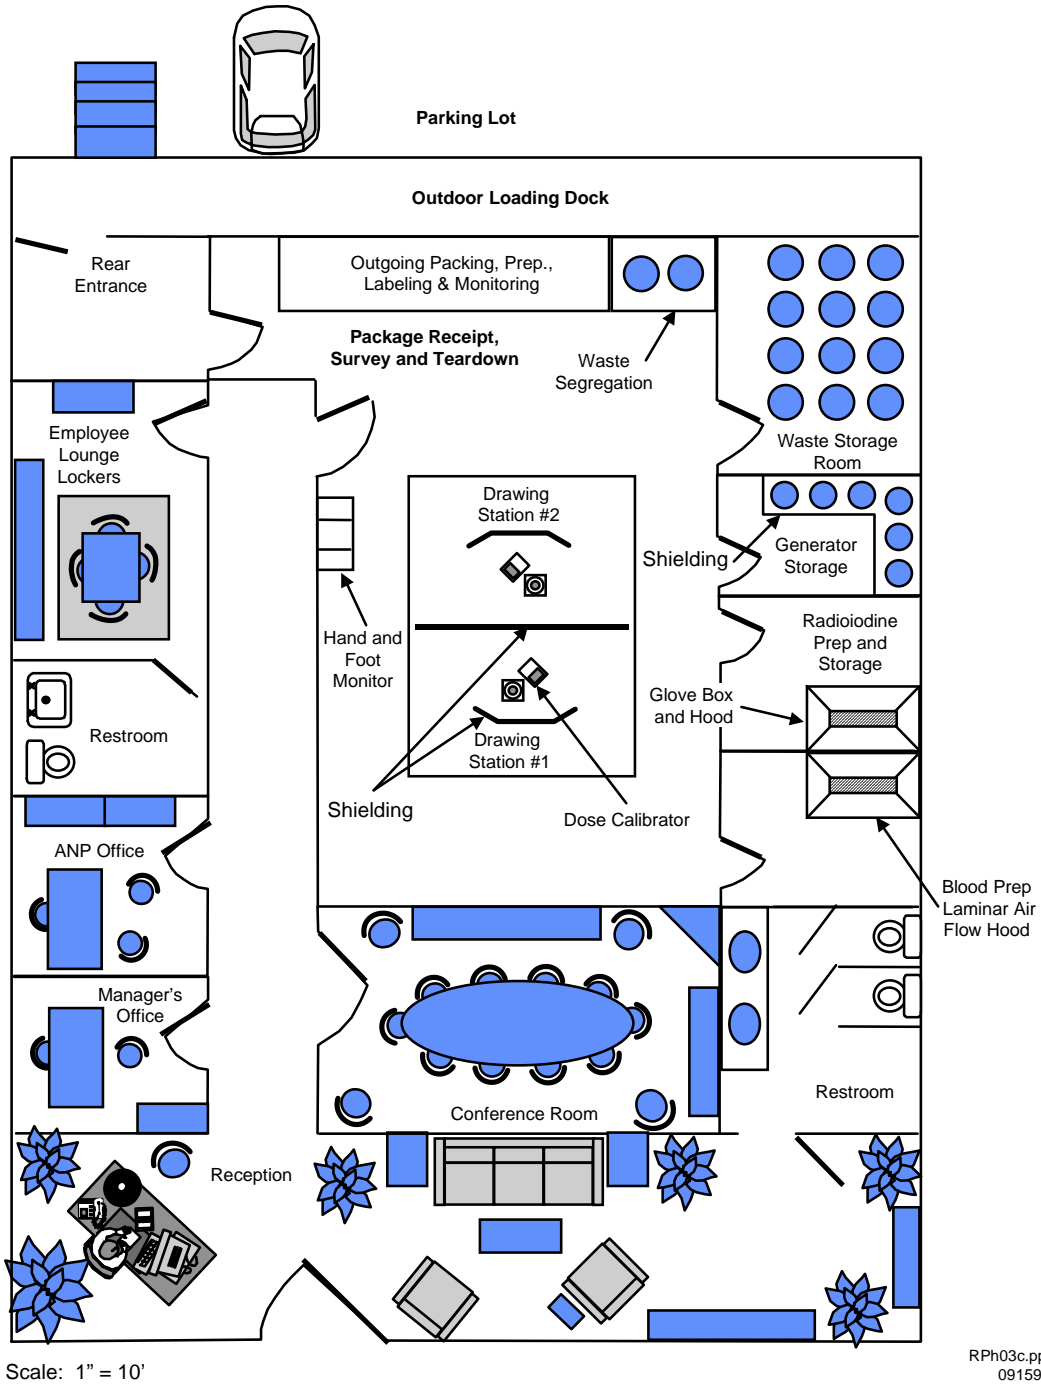 Parking Lot
Outdoor Loading Dock
Rear
Entrance
Outgoing Packing, Prep.,
Labeling & Monitoring
Package Receipt,
Survey and Teardown
Waste
Segregation
Employee
Lounge
Lockers
Waste Storage
Room
Drawing
Station #2
Shielding
Generator
Storage
Hand and
Foot
Monitor
Radioiodine
Prep and
Storage
Glove Box
and Hood
Restroom
Drawing
Station #1
Shielding
Dose Calibrator
ANP Office
Blood Prep
Laminar Air
Flow Hood
Manager's
Office
Conference Room
Restroom
Reception
Scale: 1” = 10’
RPh03c.pp
09159